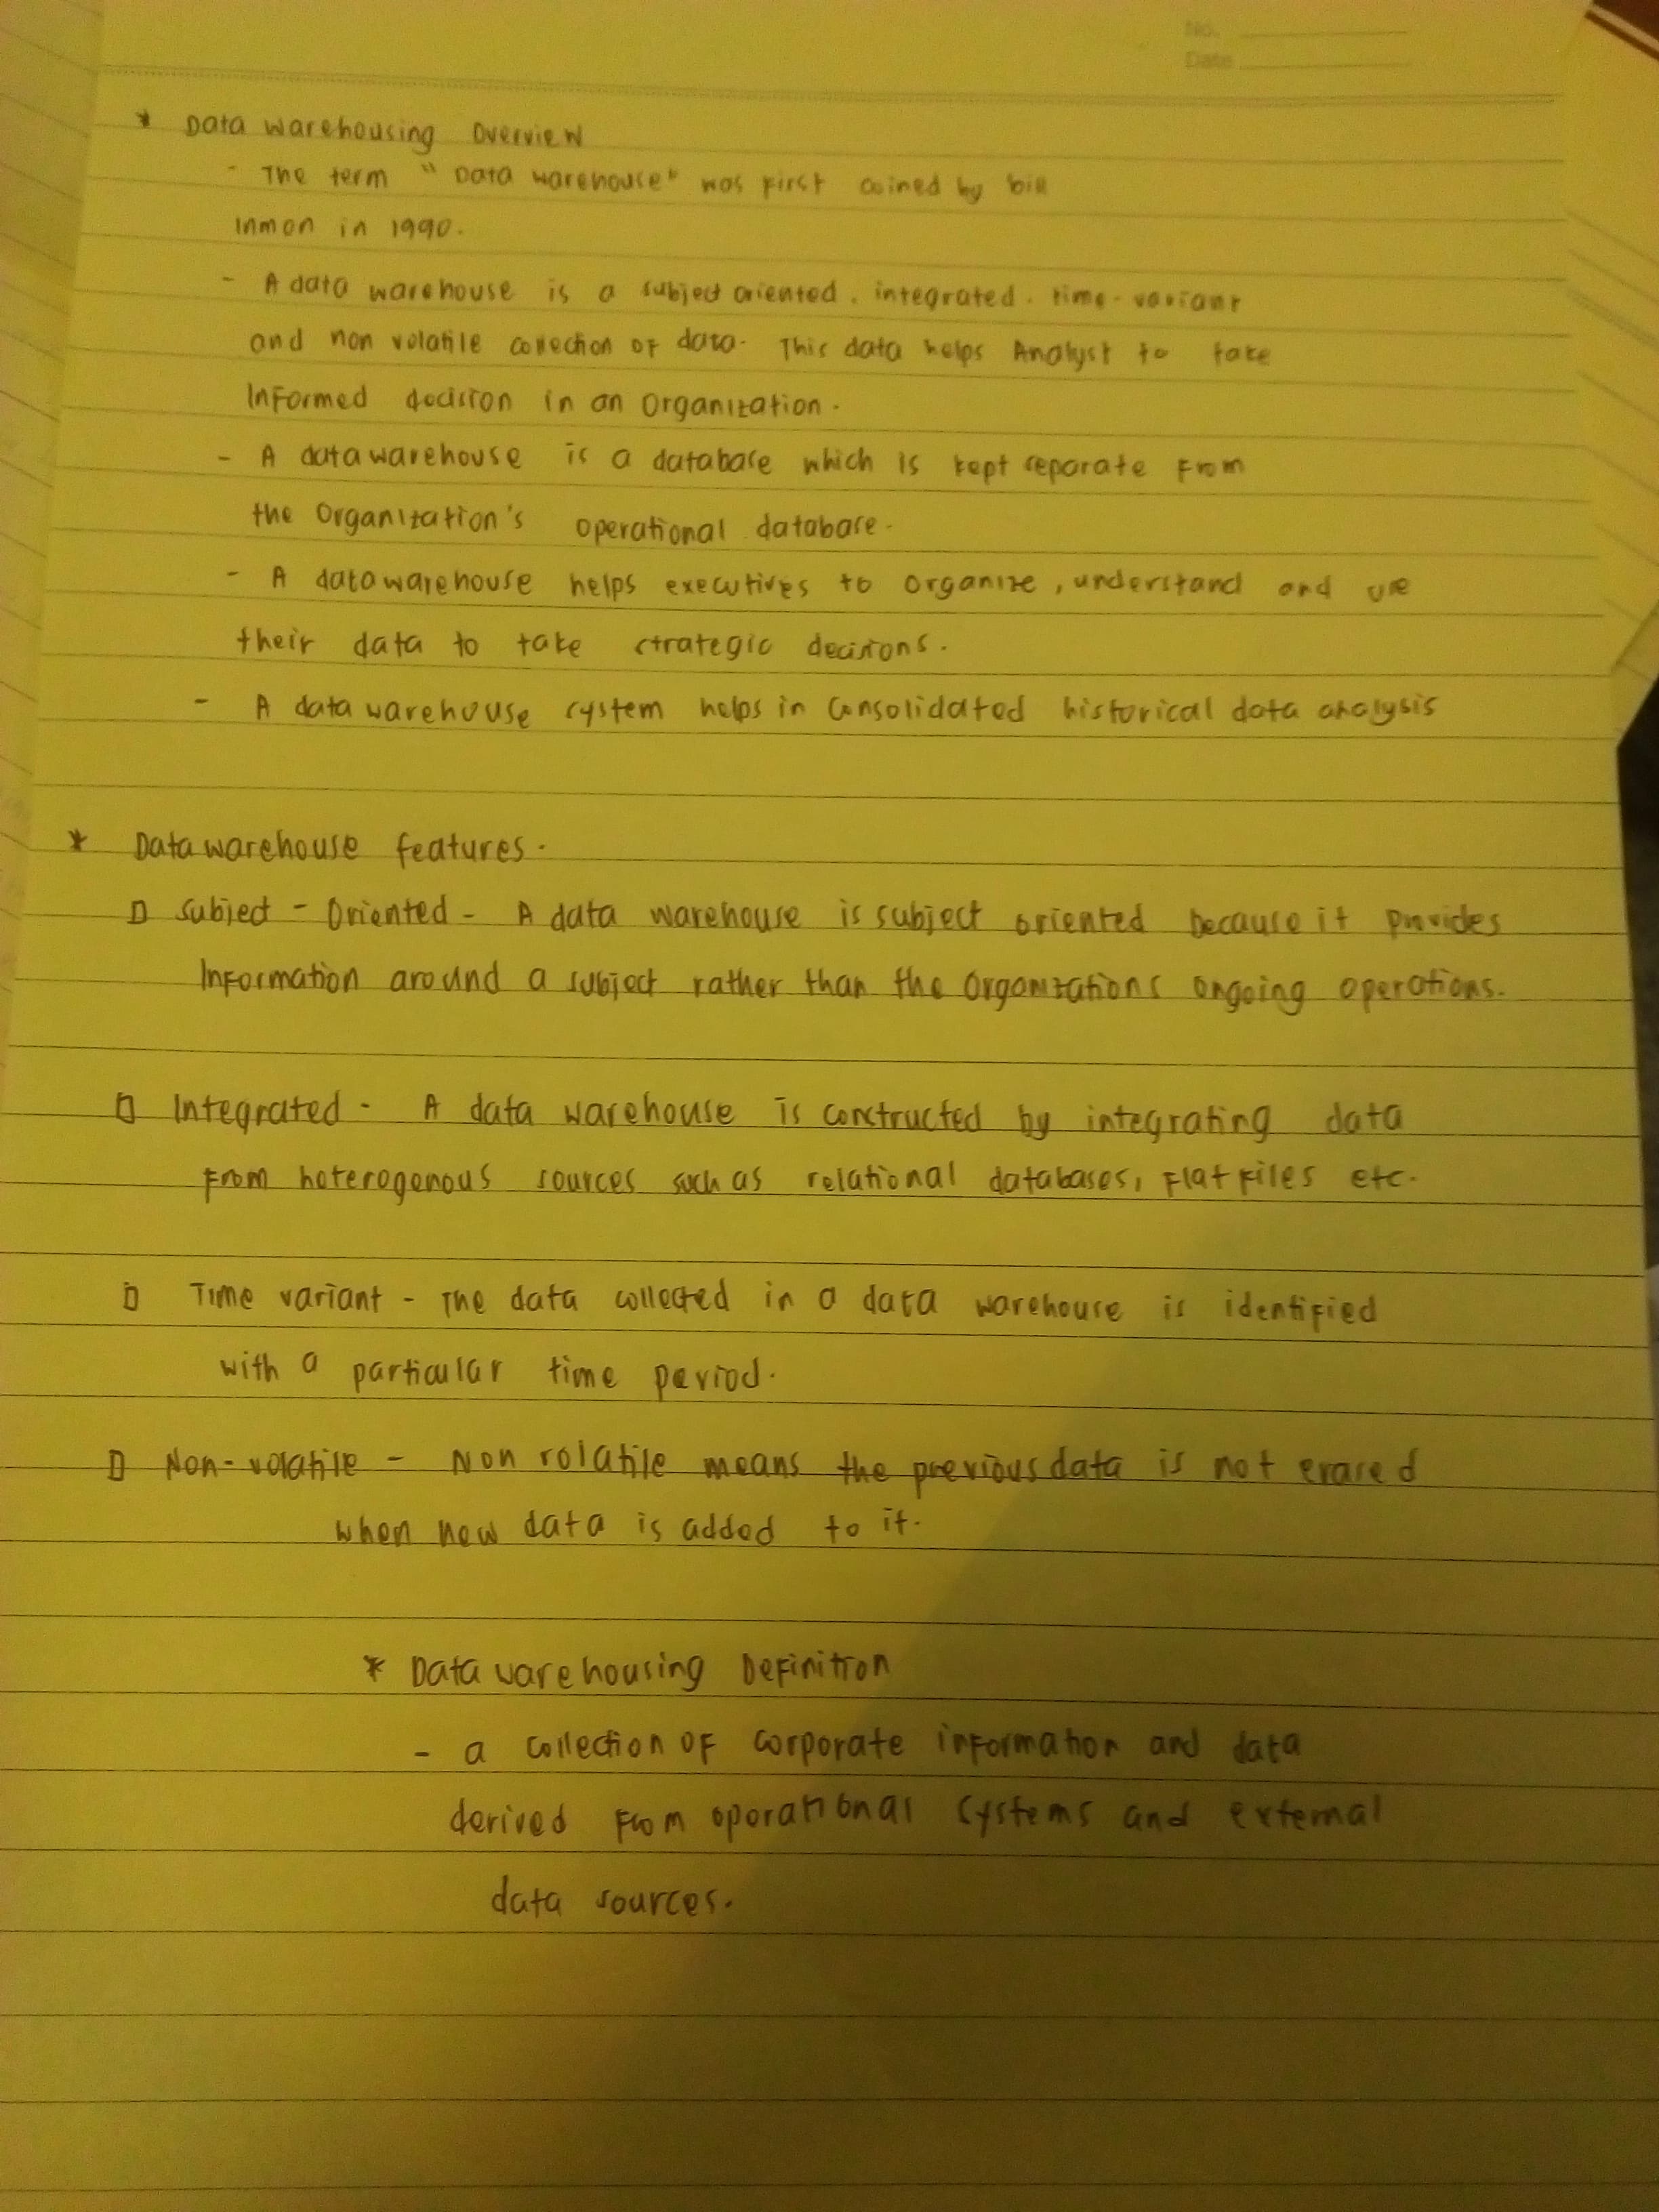 No.
Date
* Data warehousing Overview
- The term "Data warehouse" was first coined by bill
Inmon in 1990.
- A data warehouse is a subject oriented, integrated, time-variant
and non volatile collection of data. This data helps Analyst to take
Informed decision in an Organization.
- A data warehouse is a database which is kept separate from
the Organization's operational database.
- A data warehouse helps executives to organize, understand and use
their data to take strategic decisions.
- A data warehouse system helps in Consolidated historical data analysis
* Data warehouse features.
▯ Subject - Oriented - A data warehouse is subject oriented because it provides
Information around a subject rather than the Organizations ongoing operations.
▯ Integrated - A data warehouse is constructed by integrating data
from heterogenous sources such as relational databases, Flat Files etc.
▯ Time variant - The data collected in a data warehouse is identified
with a particular time period.
▯ Non-volatile - Non volatile means the previous data is not erased
when new data is added to it.
* Data warehousing Definition
- a collection of corporate information and data
derived from operational systems and external
data sources.